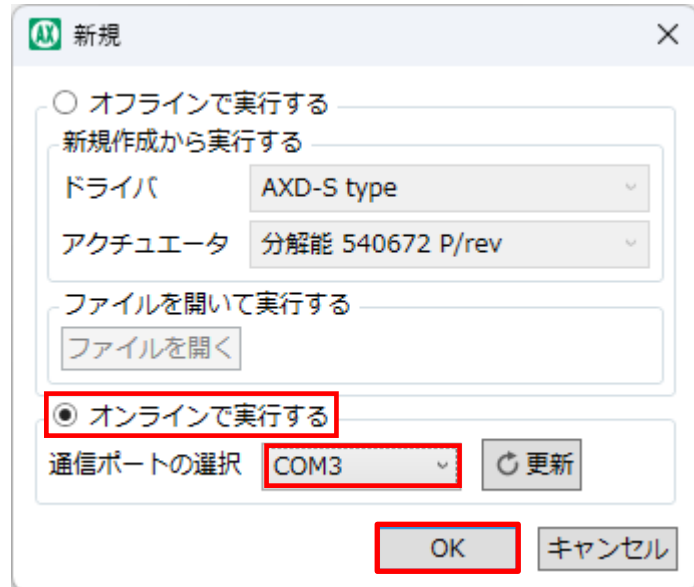 AX 新規
オフラインで実行する
新規作成から実行する
ドライバ AXD-S type
アクチュエータ 分解能 540672 P/rev
ファイルを開いて実行する
ファイルを開く
オンラインで実行する
通信ポートの選択 COM3 更新
OK キャンセル